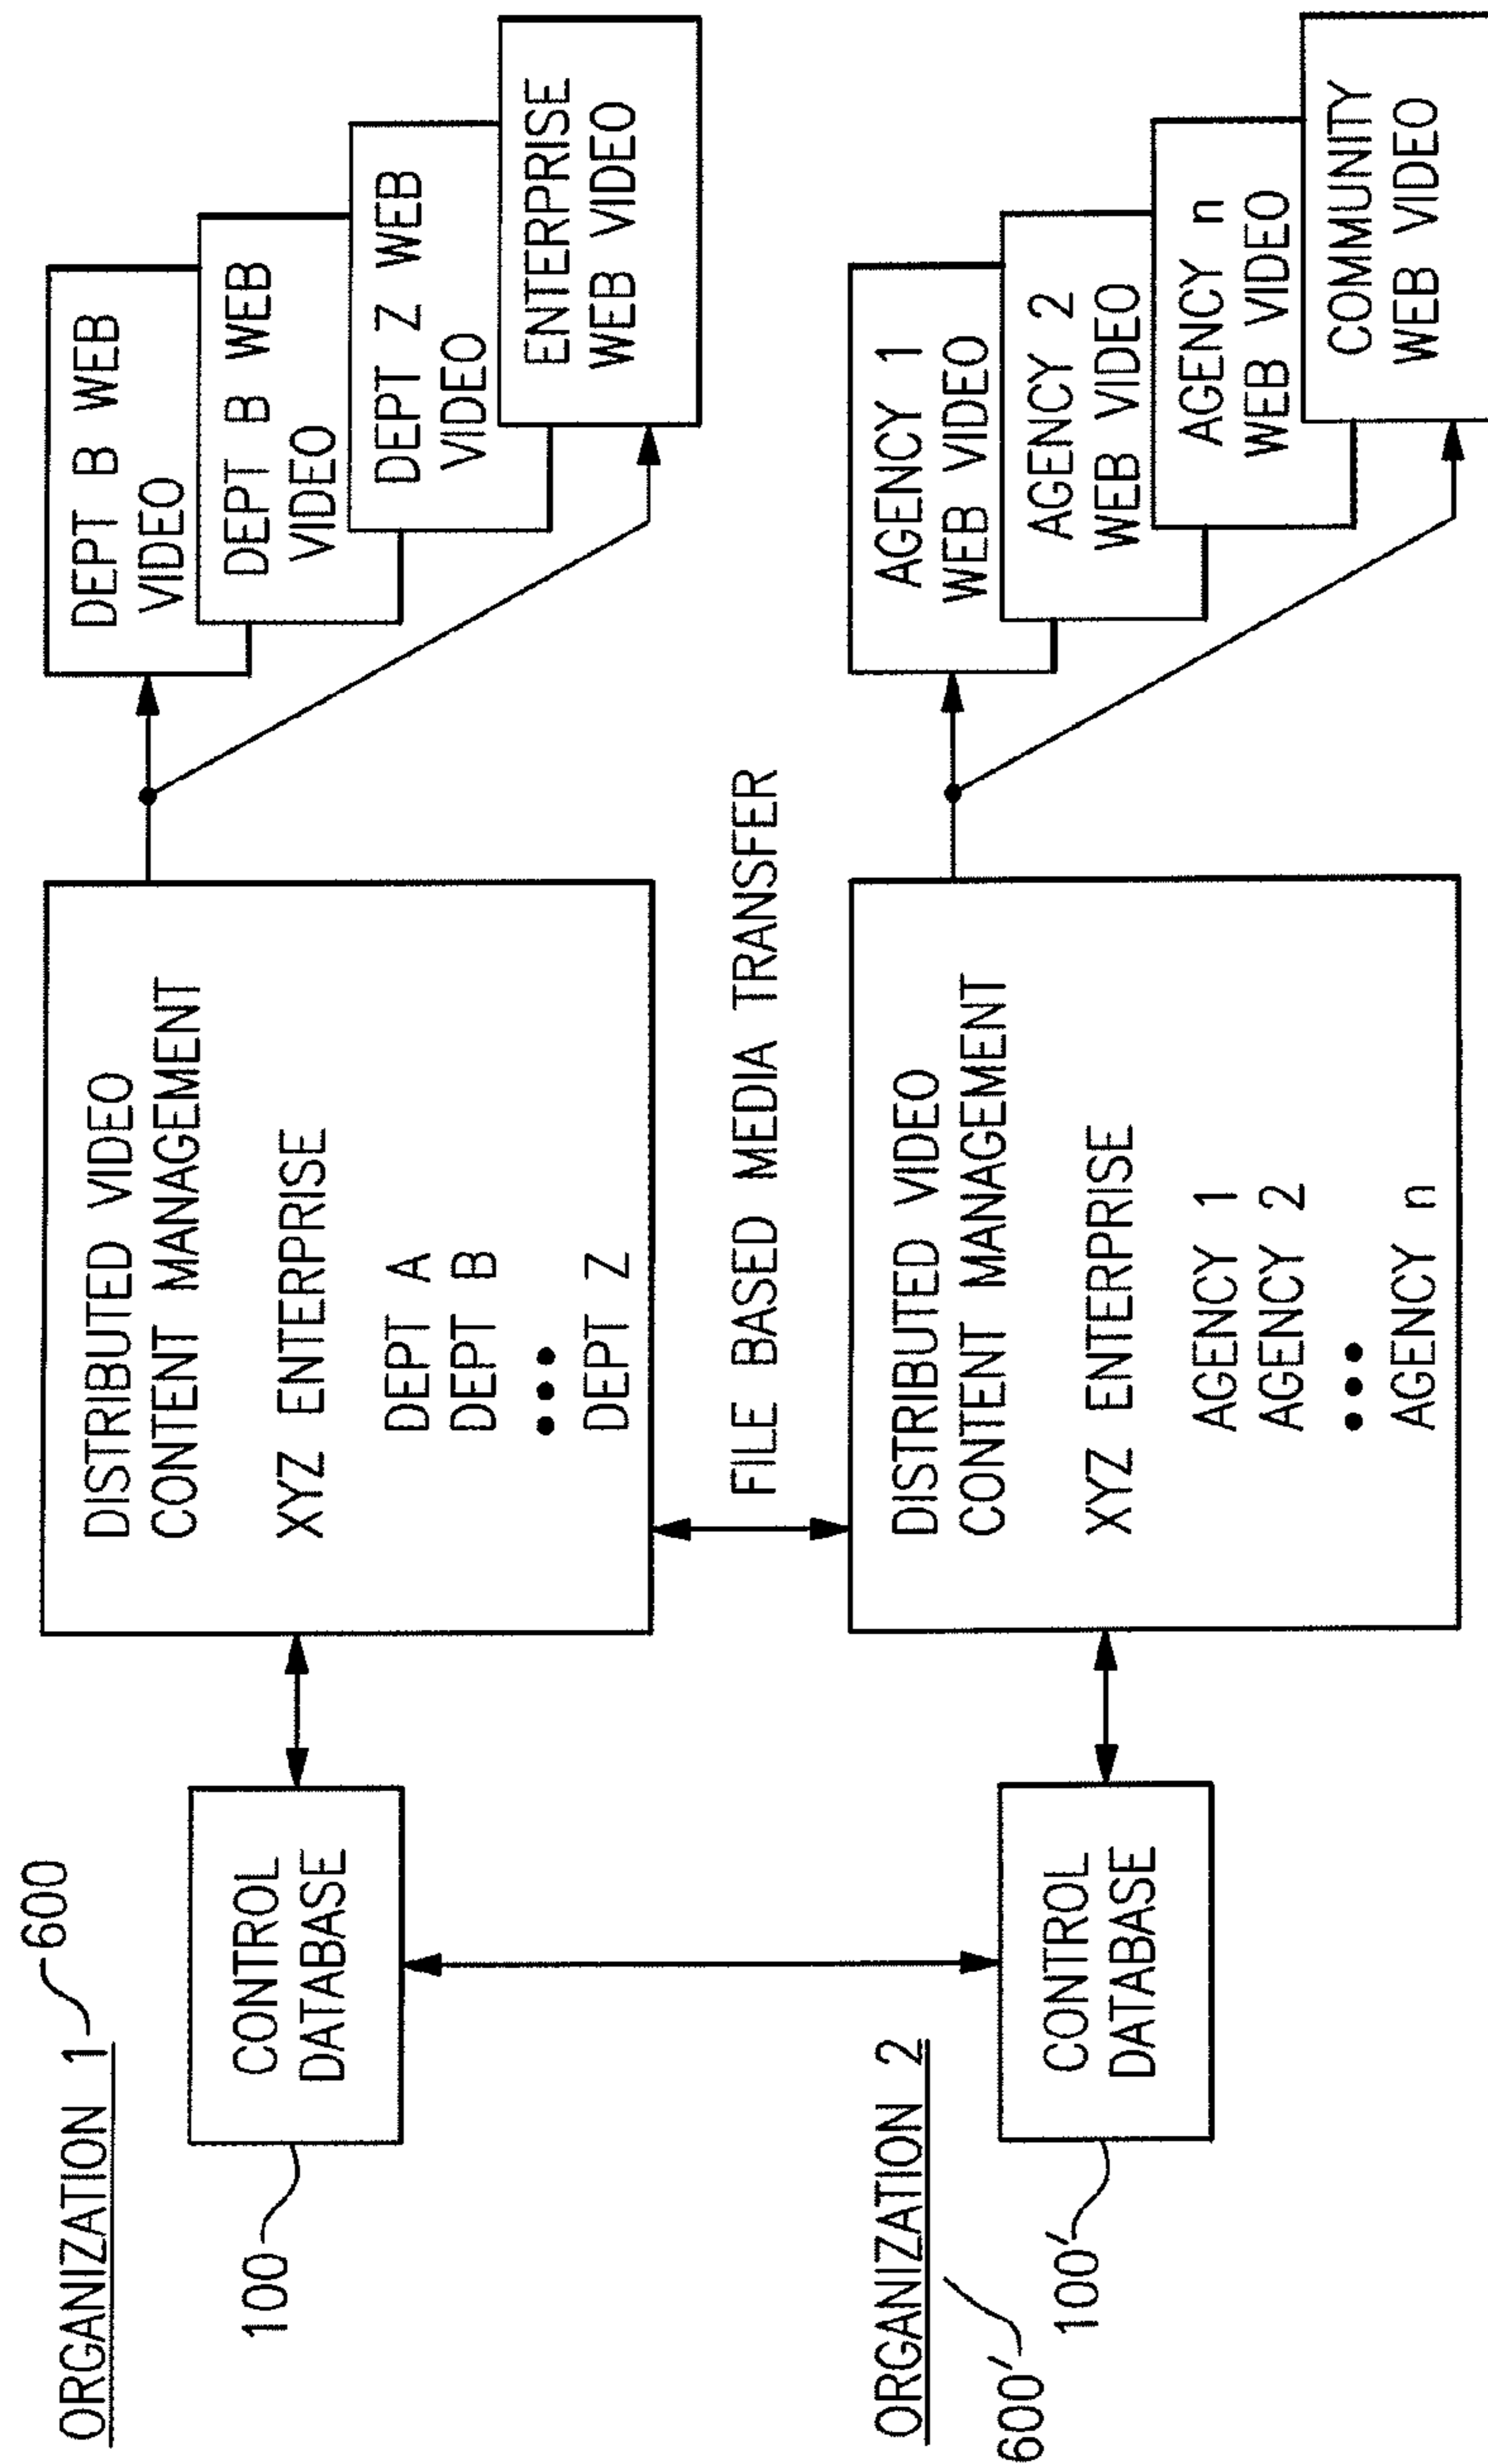 ORGANIZATION 1
600
CONTROL
DATABASE
100
DISTRIBUTED VIDEO
CONTENT MANAGEMENT
XYZ ENTERPRISE
DEPT A
DEPT B
•••
DEPT Z
DEPT B WEB
VIDEO
DEPT B WEB
VIDEO
DEPT Z WEB
VIDEO
ENTERPRISE
WEB VIDEO
FILE BASED MEDIA TRANSFER
ORGANIZATION 2
600'
CONTROL
DATABASE
100'
DISTRIBUTED VIDEO
CONTENT MANAGEMENT
XYZ ENTERPRISE
AGENCY 1
AGENCY 2
•••
AGENCY n
AGENCY 1
WEB VIDEO
AGENCY 2
WEB VIDEO
AGENCY n
WEB VIDEO
COMMUNITY
WEB VIDEO